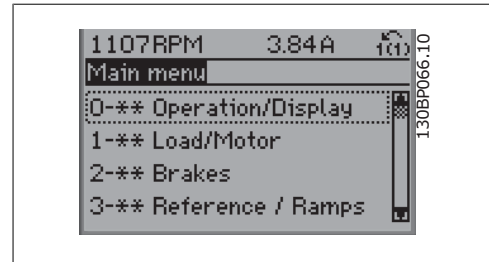 1107RPM 3.84A 1(1)
Main menu
0-** Operation/Display
1-** Load/Motor
2-** Brakes
3-** Reference / Ramps
130BP066.10